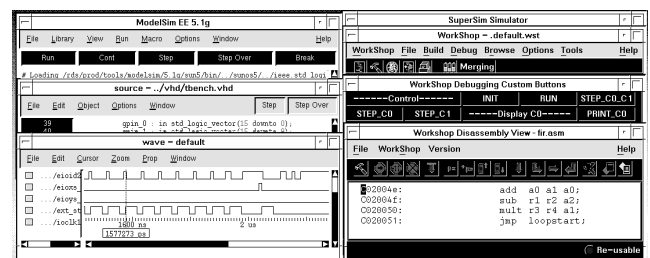 ModelSim EE 5.1g
File Library View Run Macro Options Window Help
Run Cont Step Step Over Break
# Loading /rds/prod/tools/modelsim/5.1g/sun5/bin/../sunos5/../ieee.std_logi
source - ../vhd/tbench.vhd
File Edit Object Options Window Step Step Over
39 gpin_0 : in std_logic_vector(15 downto 0);
wave - default
File Edit Cursor Zoom Prop Window
.../eioid2
.../eioxs_
.../eioys_
.../ext_st
.../ioclk1
1600 ns 2 us
1577273 ps
SuperSim Simulator
WorkShop - .default.wst
WorkShop File Build Debug Browse Options Tools Help
Merging
WorkShop Debugging Custom Buttons
------Control------ INIT RUN STEP_C0_C1
STEP_C0 STEP_C1 -----Display C0----- PRINT_C0
Workshop Disassembly View - fir.asm
File WorkShop Version Help
C02004e: add a0 a1 a0;
C02004f: sub r1 r2 a2;
C020050: mult r3 r4 a1;
C020051: jmp loopstart;
Re-usable